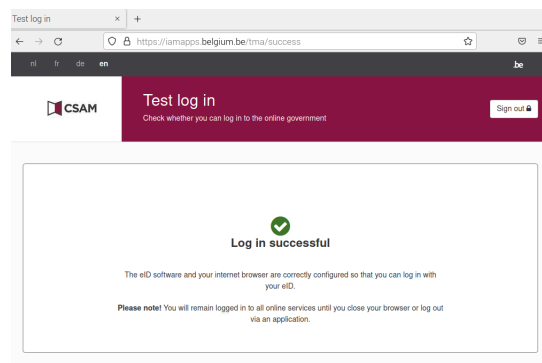 Test log in
https://iamapps.belgium.be/tma/success
nl fr de en
.be
CSAM
Test log in
Check whether you can log in to the online government
Sign out
Log in successful
The eID software and your internet browser are correctly configured so that you can log in with
your eID.
Please note! You will remain logged in to all online services until you close your browser or log out
via an application.